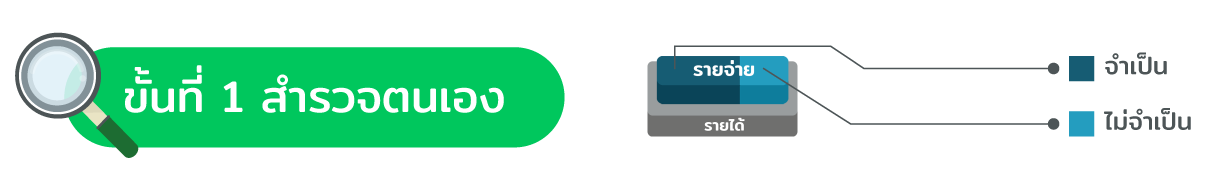 ขั้นที่ 1 สำรวจตนเอง
รายจ่าย
รายได้
จำเป็น
ไม่จำเป็น